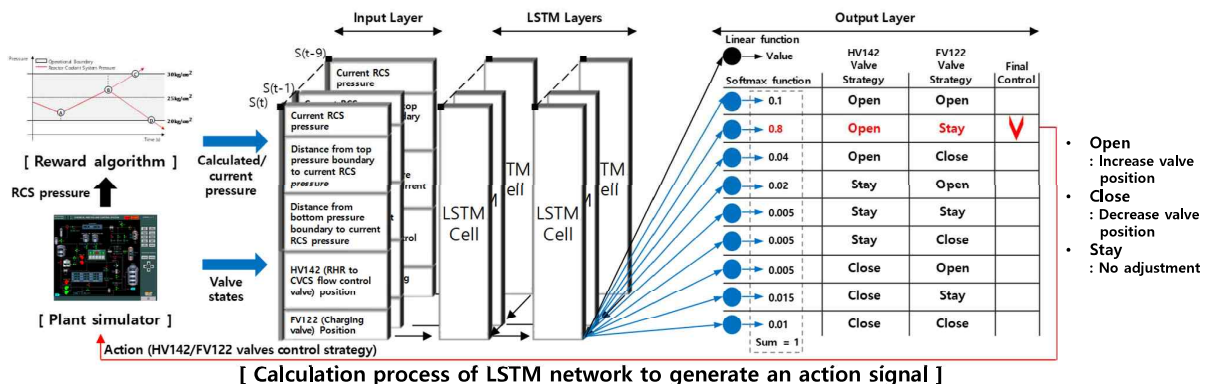 Input Layer
LSTM Layers
Output Layer
Pressure
Operational Boundary
Reactor Coolant System Pressure
30kg/cm²
25kg/cm²
20kg/cm²
A
B
C
D
Time (s)
[ Reward algorithm ]
RCS pressure
[ Plant simulator ]
Calculated/
current
pressure
Valve
states
S(t-9)
S(t-1)
S(t)
Current RCS
pressure
Current RCS
pressure
Distance from top
pressure boundary
to current RCS
pressure
Distance from
bottom pressure
boundary to current
RCS pressure
HV142 (RHR to
CVCS flow control
valve) position
FV122 (Charging
valve) Position
LSTM
Cell
LSTM
Cell
Linear function
Value
Softmax function
HV142
Valve
Strategy
FV122
Valve
Strategy
Final
Control
0.1 Open Open
0.8 Open Stay V
0.04 Open Close
0.02 Stay Open
0.005 Stay Stay
0.005 Stay Close
0.005 Close Open
0.015 Close Stay
0.01 Close Close
Sum = 1
• Open
: Increase valve
position
• Close
: Decrease valve
position
• Stay
: No adjustment
Action (HV142/FV122 valves control strategy)
[ Calculation process of LSTM network to generate an action signal ]